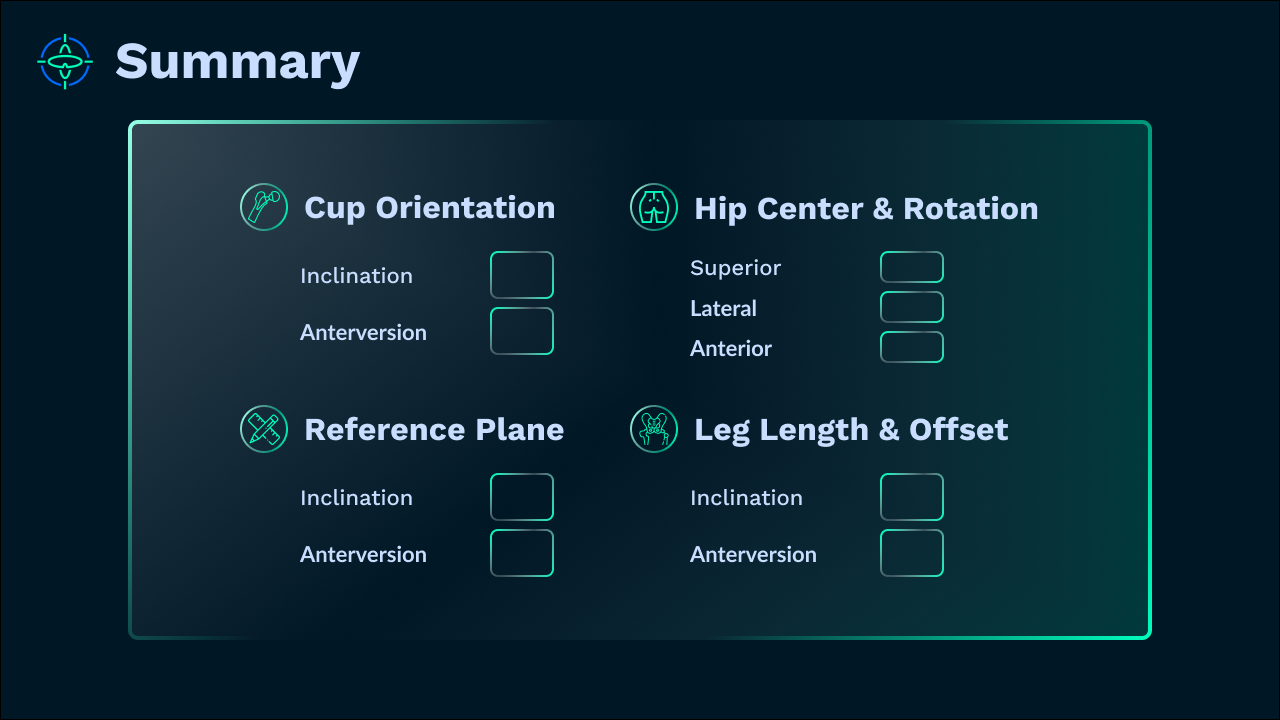 Summary
Cup Orientation
Inclination
Anterversion
Hip Center & Rotation
Superior
Lateral
Anterior
Reference Plane
Inclination
Anterversion
Leg Length & Offset
Inclination
Anterversion